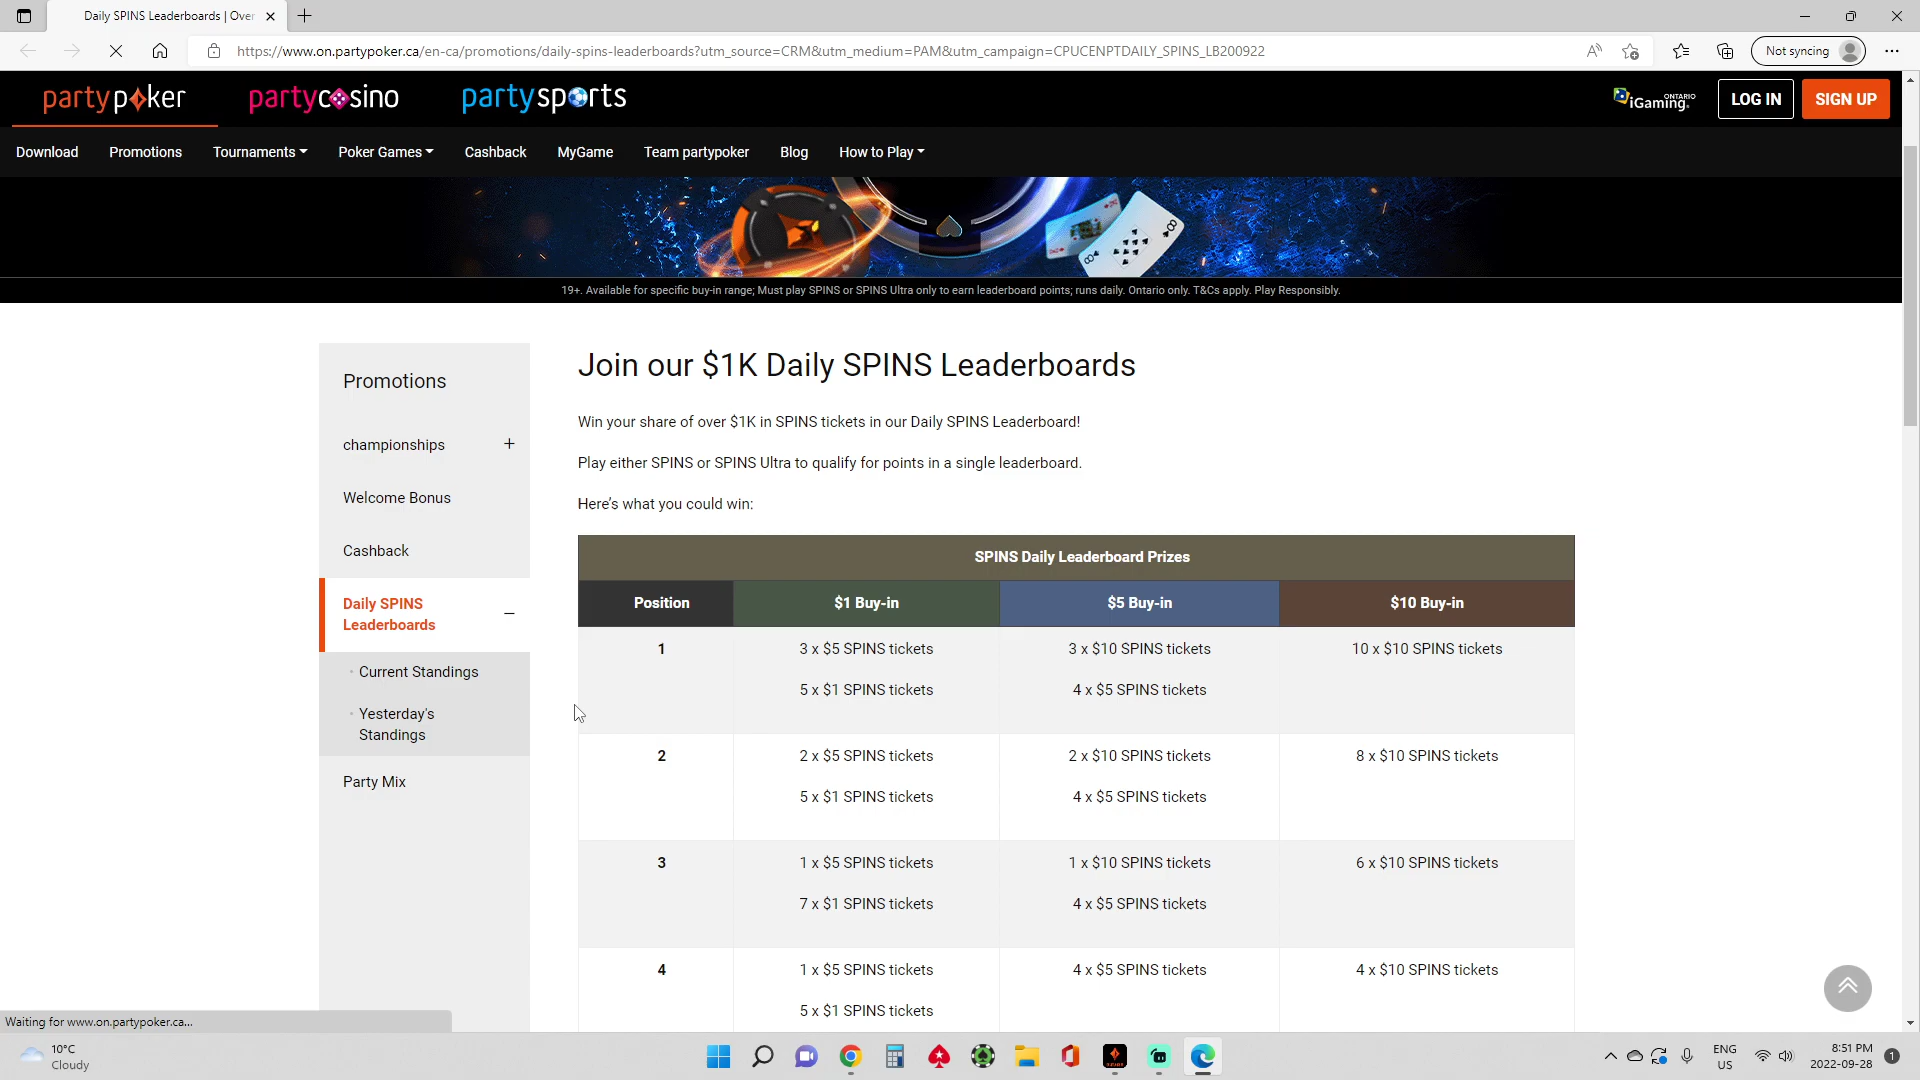 Daily SPINS Leaderboards | Over
https://www.on.partypoker.ca/en-ca/promotions/daily-spins-leaderboards?utm_source=CRM&utm_medium=PAM&utm_campaign=CPUCENPTDAILY_SPINS_LB200922
Not syncing
partypoker partycasino partysports
iGaming ONTARIO
LOG IN SIGN UP
Download Promotions Tournaments Poker Games Cashback MyGame Team partypoker Blog How to Play
19+. Available for specific buy-in range; Must play SPINS or SPINS Ultra only to earn leaderboard points; runs daily. Ontario only. T&Cs apply. Play Responsibly.
Promotions
championships +
Welcome Bonus
Cashback
Daily SPINS
Leaderboards
Current Standings
Yesterday's
Standings
Party Mix
Join our $1K Daily SPINS Leaderboards
Win your share of over $1K in SPINS tickets in our Daily SPINS Leaderboard!
Play either SPINS or SPINS Ultra to qualify for points in a single leaderboard.
Here's what you could win:
SPINS Daily Leaderboard Prizes
Position $1 Buy-in $5 Buy-in $10 Buy-in
1 3 x $5 SPINS tickets 3 x $10 SPINS tickets 10 x $10 SPINS tickets
5 x $1 SPINS tickets 4 x $5 SPINS tickets
2 2 x $5 SPINS tickets 2 x $10 SPINS tickets 8 x $10 SPINS tickets
5 x $1 SPINS tickets 4 x $5 SPINS tickets
3 1 x $5 SPINS tickets 1 x $10 SPINS tickets 6 x $10 SPINS tickets
7 x $1 SPINS tickets 4 x $5 SPINS tickets
4 1 x $5 SPINS tickets 4 x $5 SPINS tickets 4 x $10 SPINS tickets
5 x $1 SPINS tickets
Waiting for www.on.partypoker.ca...
10°C
Cloudy
ENG
US
8:51 PM
2022-09-28
1